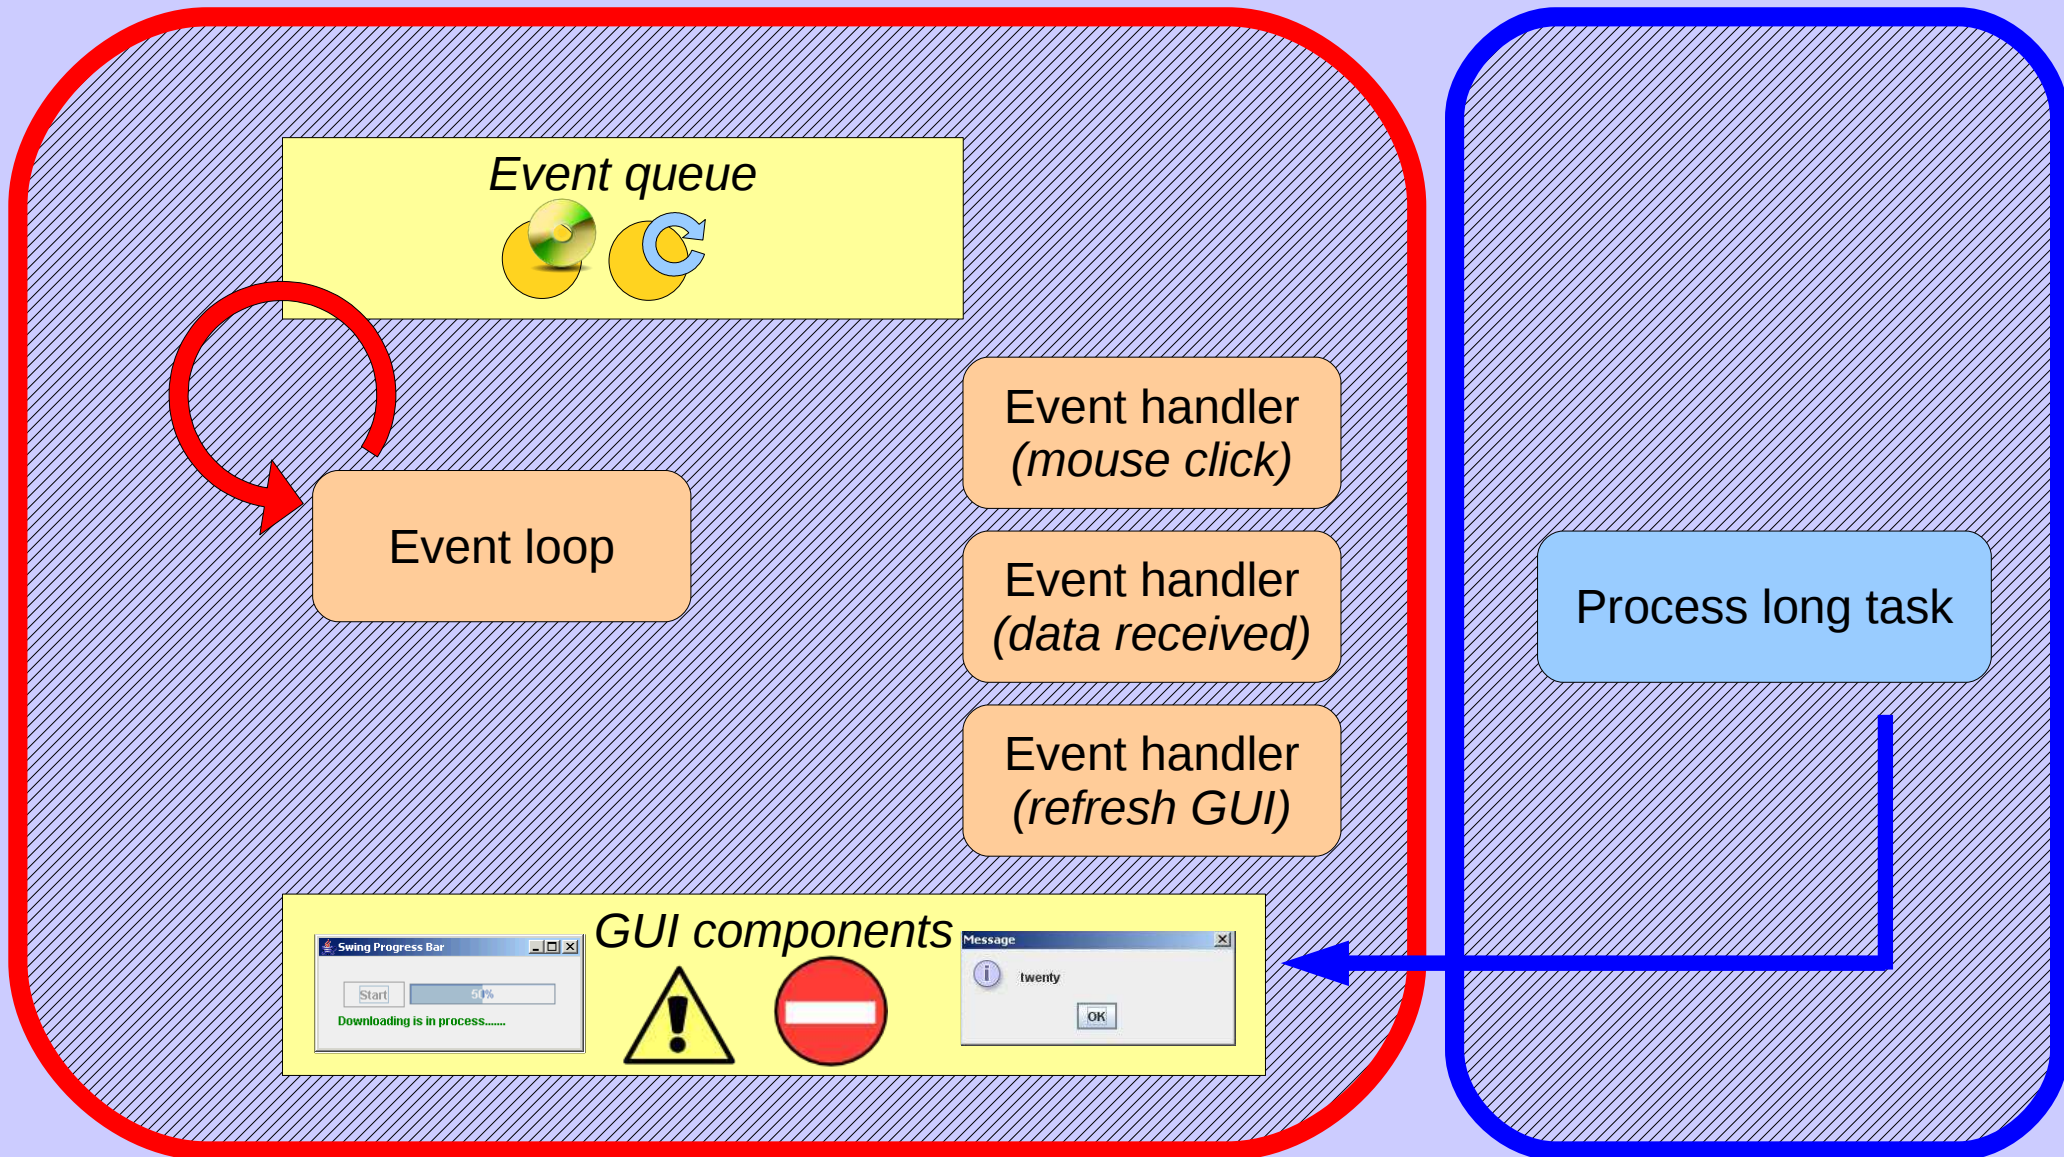 Event queue
Event handler
(mouse click)
Event loop
Event handler
(data received)
Process long task
Event handler
(refresh GUI)
GUI components
Swing Progress Bar
Start
50%
Downloading is in process.......
Message
i
twenty
OK